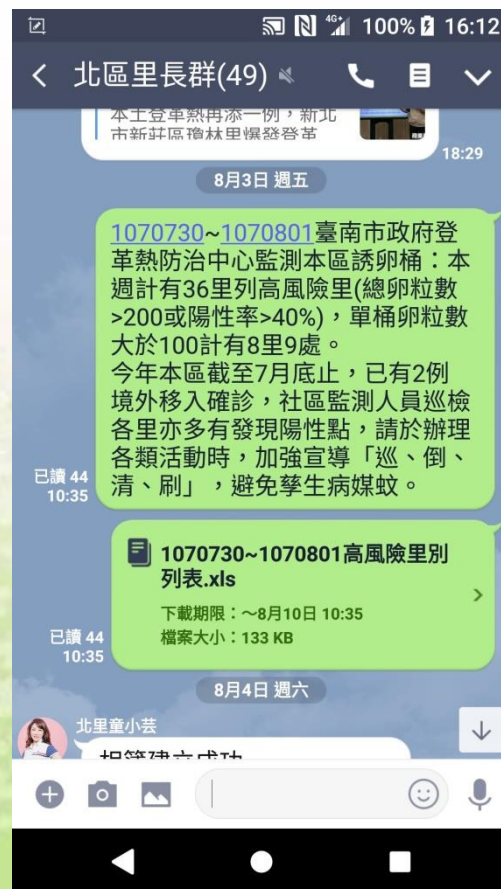 4G+ 100% 16:12
北區里長群(49)
本土登革熱再添一例，新北
市新莊區瓊林里爆發登革
18:29
8月3日 週五
1070730~1070801臺南市政府登
革熱防治中心監測本區誘卵桶：本
週計有36里列高風險里(總卵粒數
>200或陽性率>40%)，單桶卵粒數
大於100計有8里9處。
今年本區截至7月底止，已有2例
境外移入確診，社區監測人員巡檢
各里亦多有發現陽性點，請於辦理
各類活動時，加強宣導「巡、倒、
清、刷」，避免孳生病媒蚊。
已讀 44
10:35
1070730~1070801高風險里別
列表.xls
下載期限：～8月10日 10:35
檔案大小：133 KB
已讀 44
10:35
8月4日 週六
北里童小芸
相簿建立成功